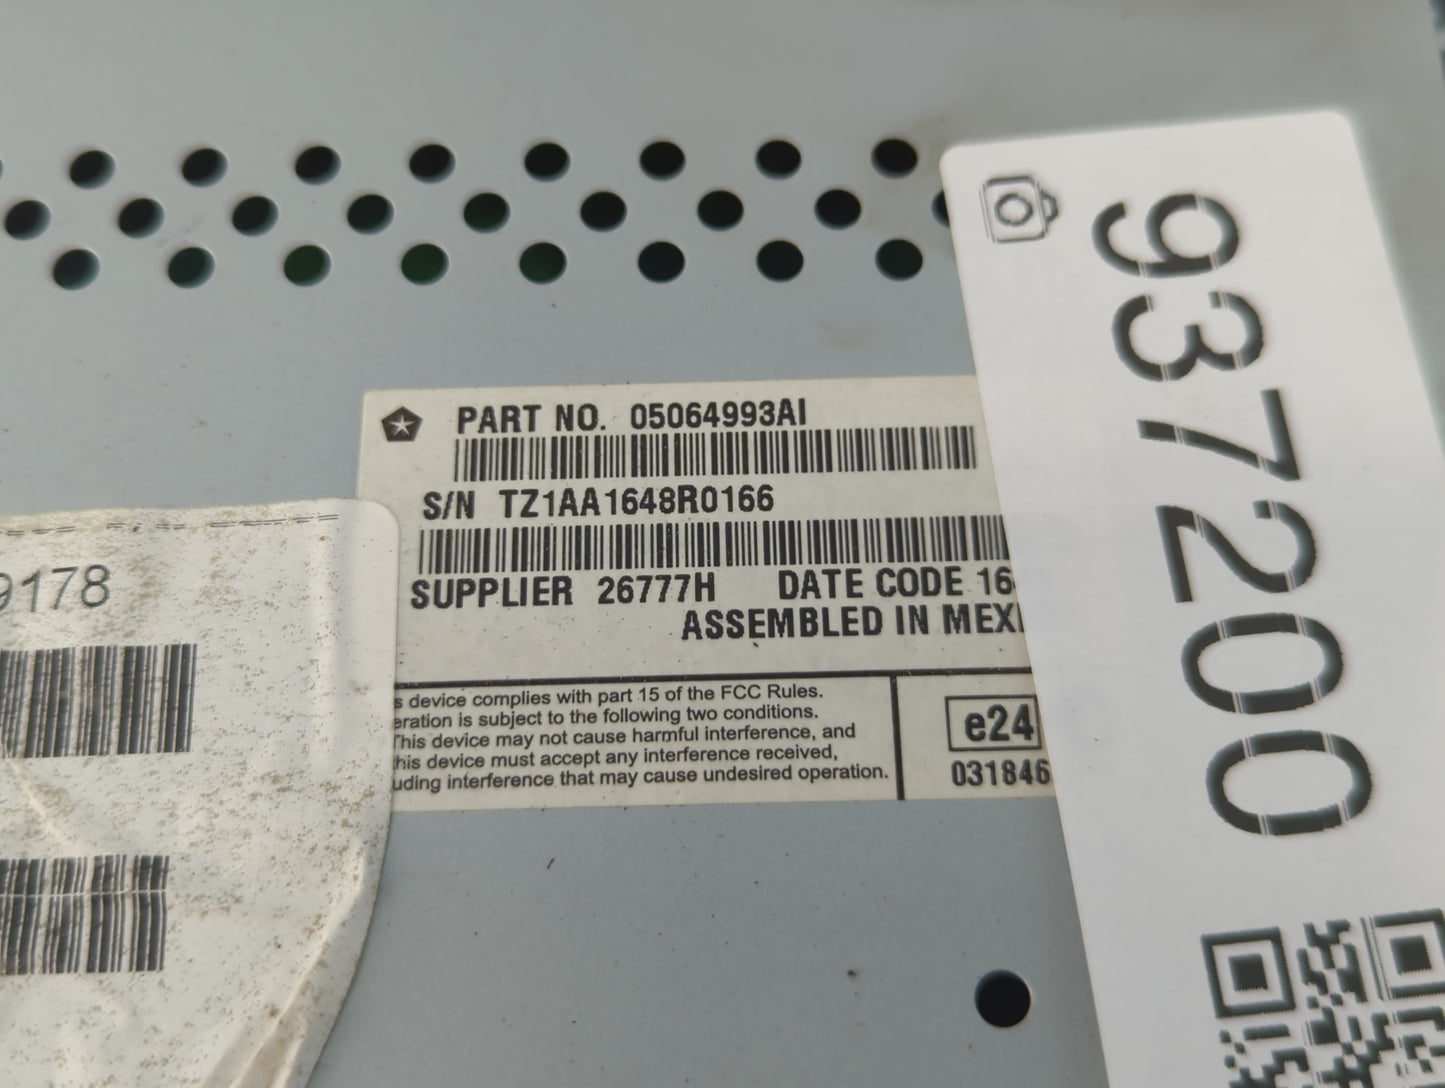 PART NO. 05064993AI
S/N TZ1AA1648R0166
SUPPLIER 26777H DATE CODE 16
ASSEMBLED IN MEXI
s device complies with part 15 of the FCC Rules.
eration is subject to the following two conditions.
This device may not cause harmful interference, and
his device must accept any interference received,
uding interference that may cause undesired operation.
e24
031846
9178
937200